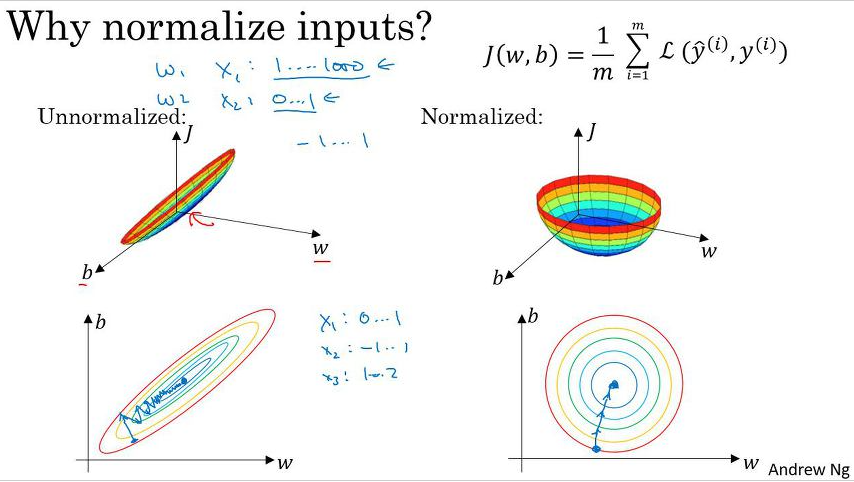 Why normalize inputs?
J(w, b) = 1/m Σ_{i=1}^{m} ℒ (ŷ^{(i)}, y^{(i)})
w₁ x₁ : 1....1000 ←
w2 x₂ : 0...1 ←
-1...1
Unnormalized:
Normalized:
J
w
b
J
w
b
b
w
x₁ : 0...1
x₂ : -1..1
x₃ : 1..2
b
w
Andrew Ng